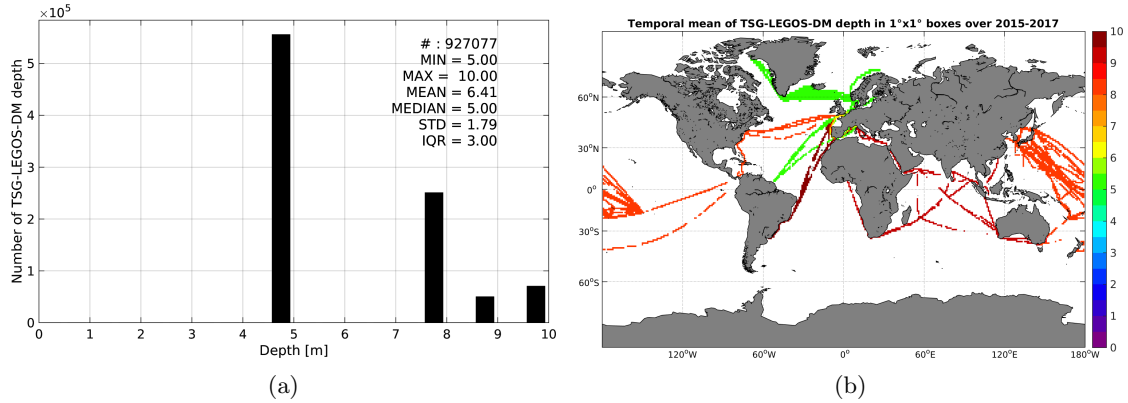 ×10⁵
Number of TSG-LEGOS-DM depth
5
4
3
2
1
0
# : 927077
MIN = 5.00
MAX = 10.00
MEAN = 6.41
MEDIAN = 5.00
STD = 1.79
IQR = 3.00
0 1 2 3 4 5 6 7 8 9 10
Depth [m]
(a)
Temporal mean of TSG-LEGOS-DM depth in 1°x1° boxes over 2015-2017
60°N
30°N
0°
30°S
60°S
120°W 60°W 0° 60°E 120°E 180°W
10
9
8
7
6
5
4
3
2
1
0
(b)